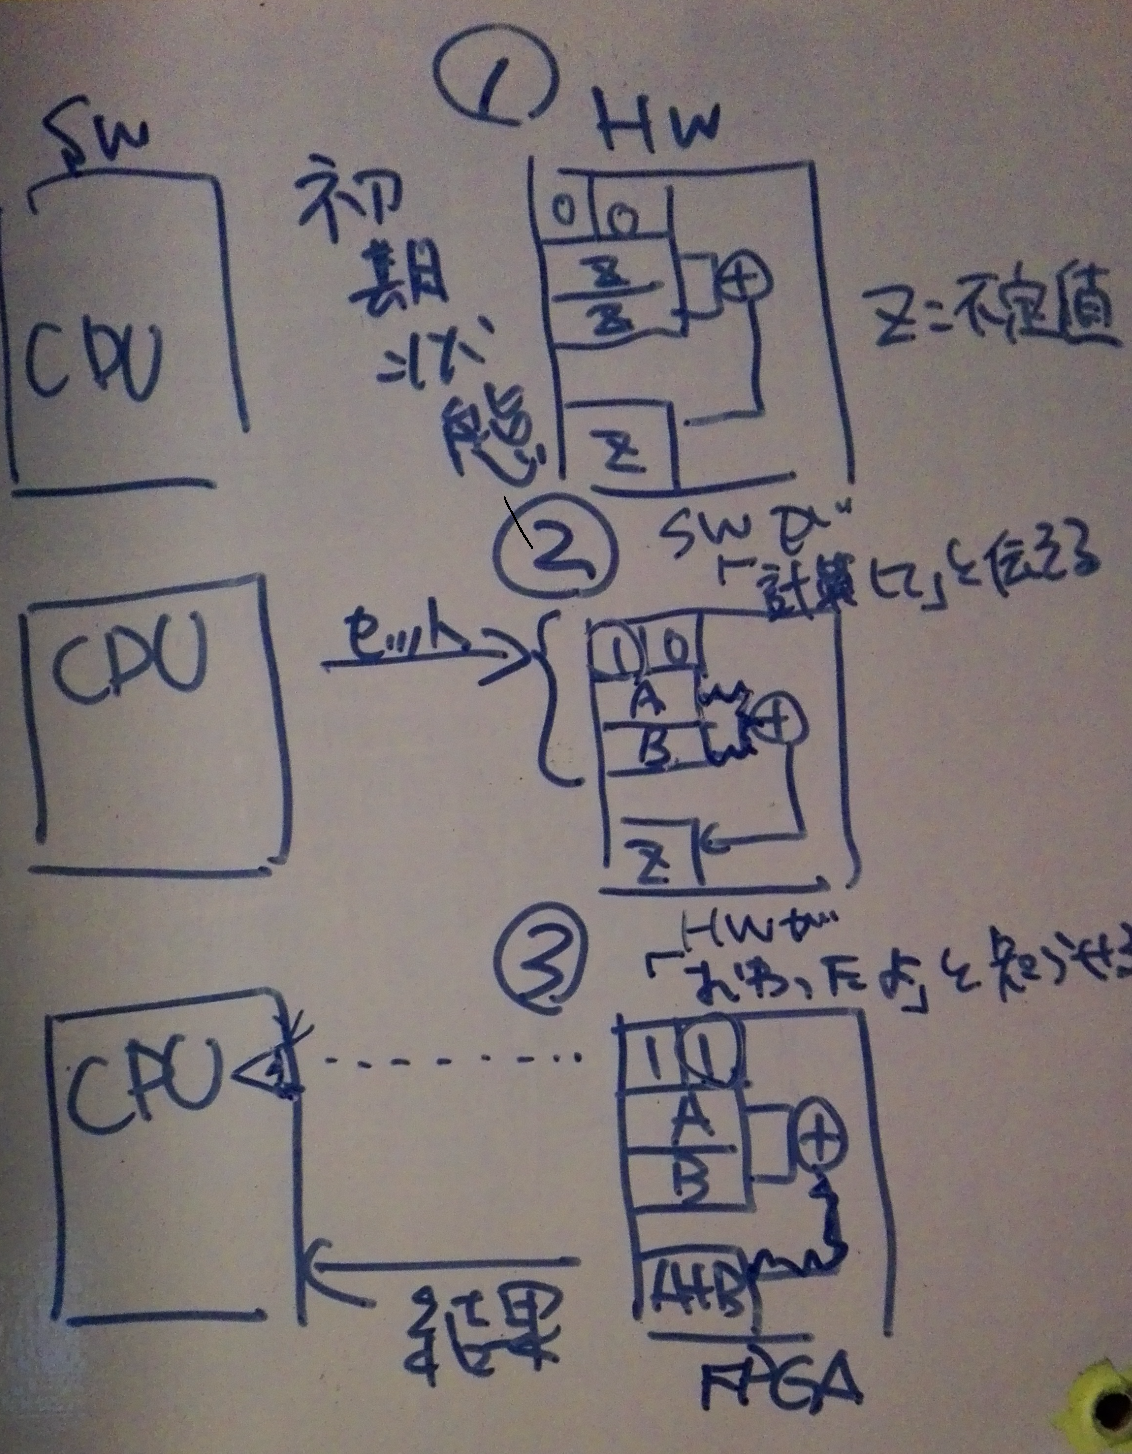 ①
SW
HW
初期状態
CPU
0 0
Z
Z
+
Z
Z=不定値
②
SWが
「計算して」と伝える
CPU
セット
1 0
A
B
+
Z
③
HWが
「おわったよ」と知らせる
CPU
1 1
A
B
+
A+B
結果
FPGA